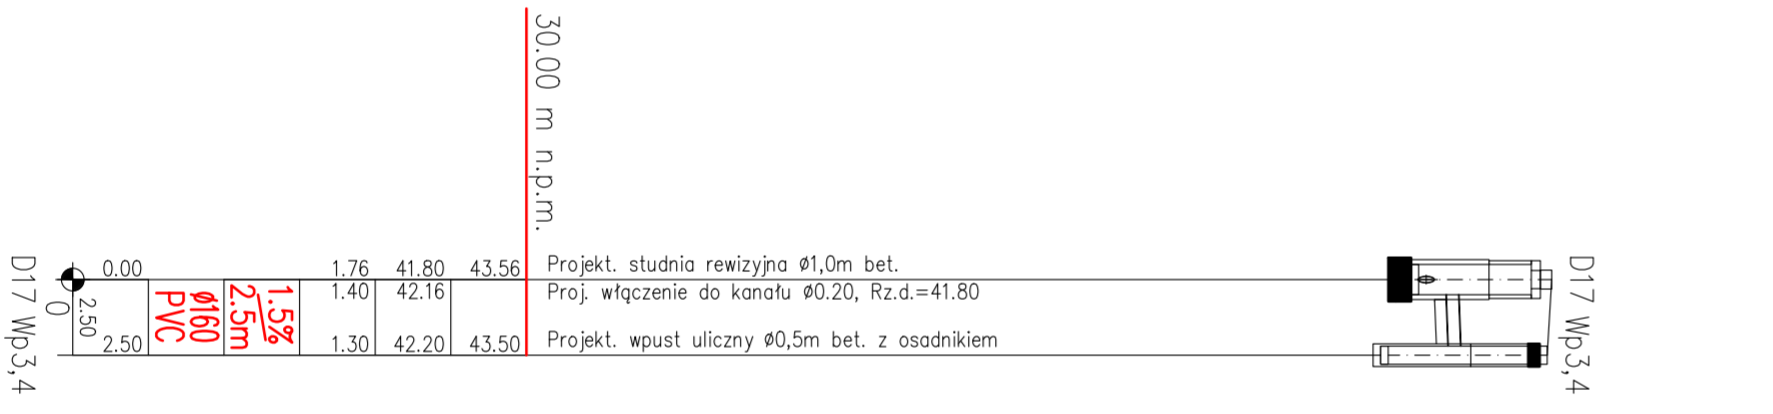 30.00 m n.p.m.
0.00 1.76 41.80 43.56 Projekt. studnia rewizyjna ø1,0m bet.
1.40 42.16 Proj. włączenie do kanału ø0.20, Rz.d.=41.80
2.50 1.30 42.20 43.50 Projekt. wpust uliczny ø0,5m bet. z osadnikiem
1.5%
2.5m
ø160
PVC
2.50
0
D17 Wp3,4
D17 Wp3,4